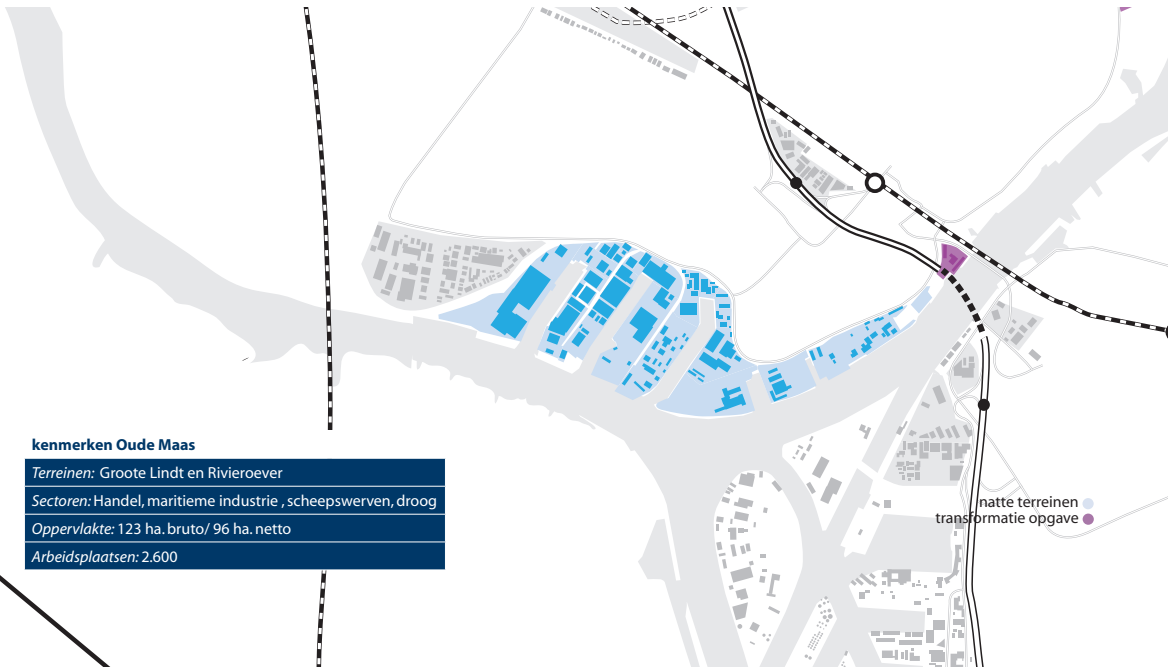 kenmerken Oude Maas
Terreinen: Groote Lindt en Rivieroever
Sectoren: Handel, maritieme industrie , scheepswerven, droog
Oppervlakte: 123 ha. bruto/ 96 ha. netto
Arbeidsplaatsen: 2.600
natte terreinen
transformatie opgave